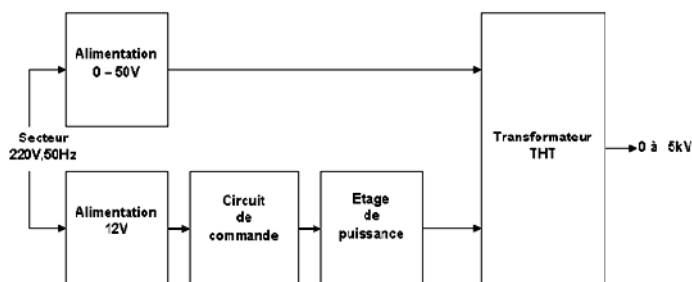 Alimentation
0 – 50V
Secteur
220V,50Hz
Alimentation
12V
Circuit
de
commande
Etage
de
puissance
Transformateur
THT
0 à 5kV